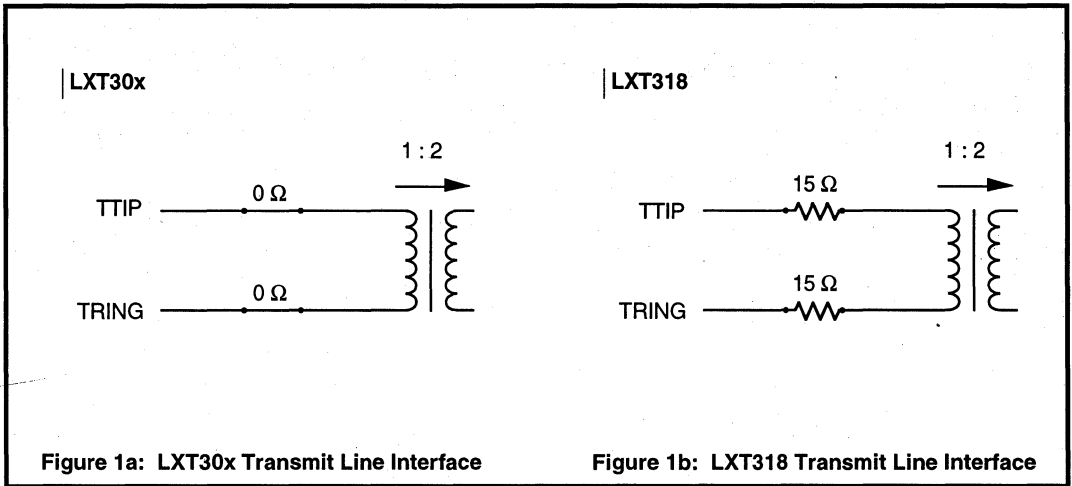 LXT30x
1 : 2
0 Ω
TTIP
0 Ω
TRING
Figure 1a: LXT30x Transmit Line Interface
LXT318
1 : 2
15 Ω
TTIP
15 Ω
TRING
Figure 1b: LXT318 Transmit Line Interface